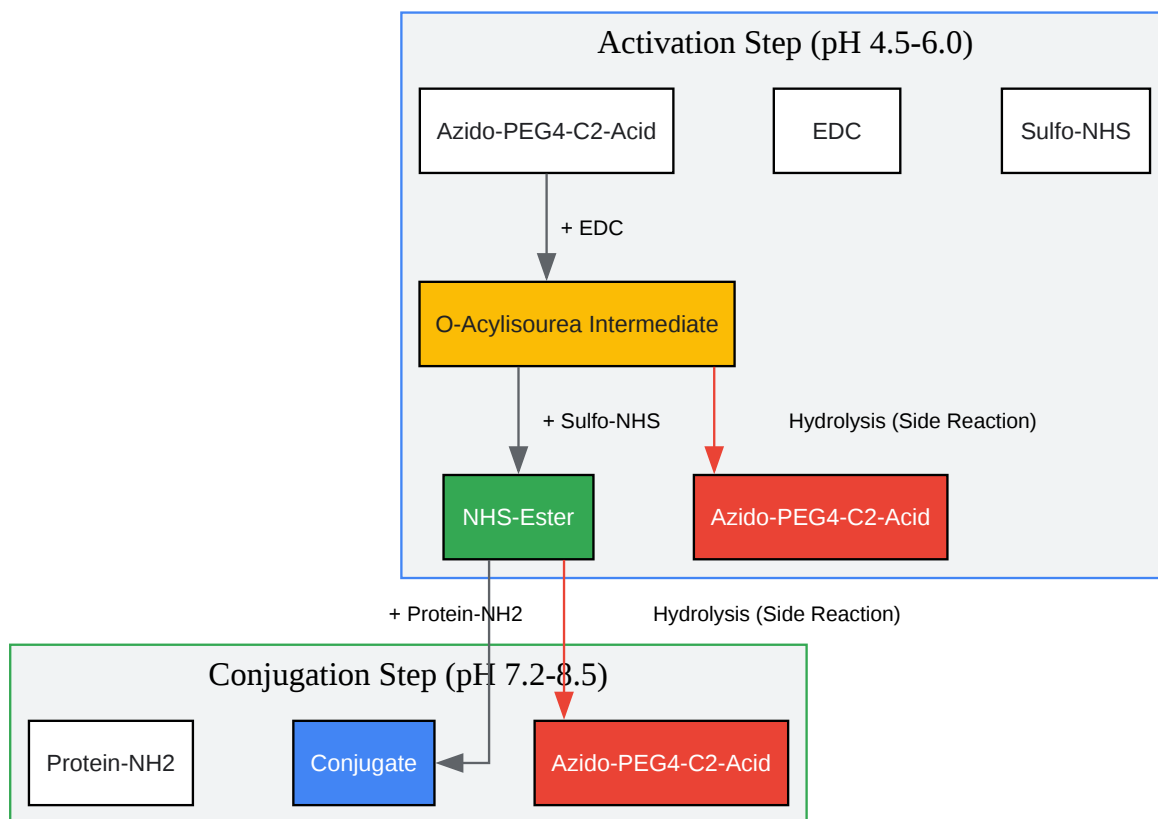 Activation Step (pH 4.5-6.0)
Azido-PEG4-C2-Acid
EDC
Sulfo-NHS
+ EDC
O-Acylisourea Intermediate
+ Sulfo-NHS
Hydrolysis (Side Reaction)
NHS-Ester
Azido-PEG4-C2-Acid
+ Protein-NH2
Hydrolysis (Side Reaction)
Conjugation Step (pH 7.2-8.5)
Protein-NH2
Conjugate
Azido-PEG4-C2-Acid